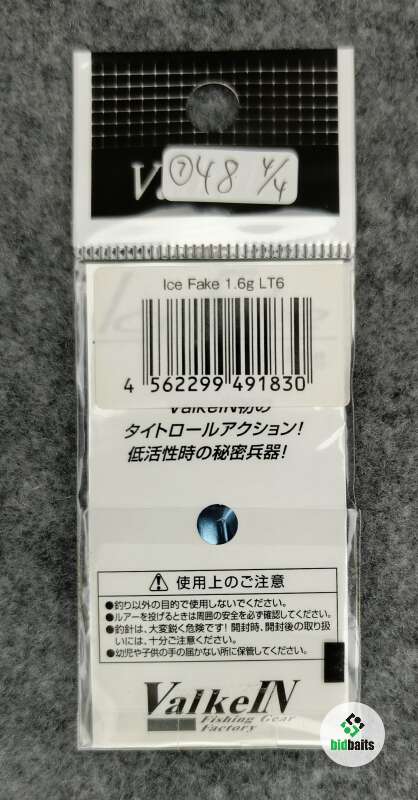 V
⑦48 4/4
Ice Fake 1.6g LT6
4 562299 491830
ValkeIN初の
タイトロールアクション!
低活性時の秘密兵器!
⚠ 使用上のご注意
●釣り以外の目的で使用しないでください。
●ルアーを投げるときは周囲の安全を必ず確認してください。
●釣針は、大変鋭く危険です!開封時、開封後の取り扱いには、十分ご注意ください。
●幼児や子供の手の届かない所に保管してください。
ValkeIN
Fishing Gear
Factory
bidbaits